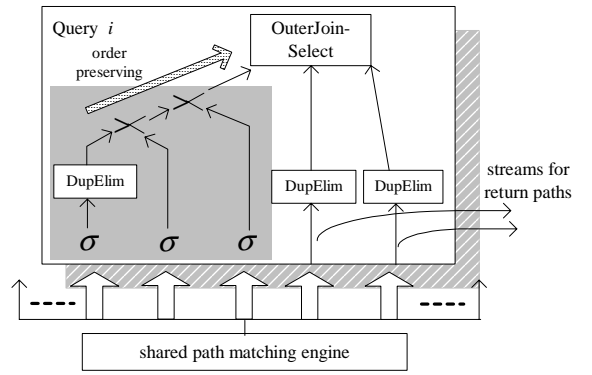 Query i
OuterJoin-
Select
order
preserving
DupElim
DupElim
DupElim
streams for
return paths
σ
σ
σ
shared path matching engine